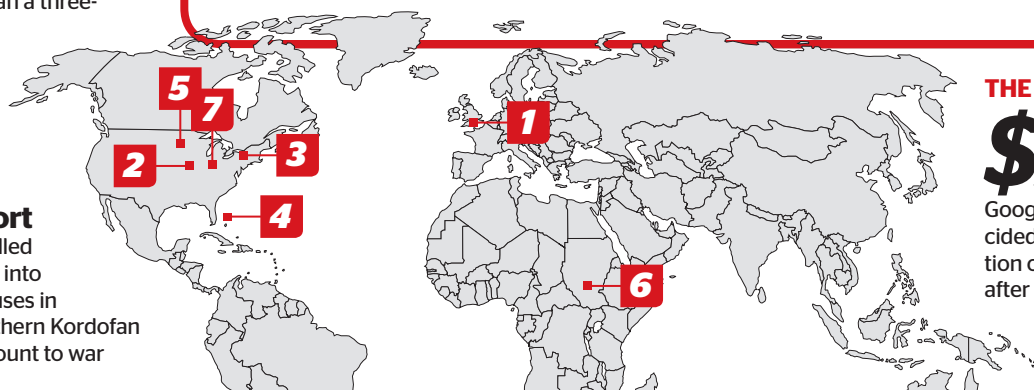 an a three-
5
7
1
2
3
4
6
ort
lled
into
uses in
hern Kordofan
ount to war
THE
$
Goog
cided
tion o
after